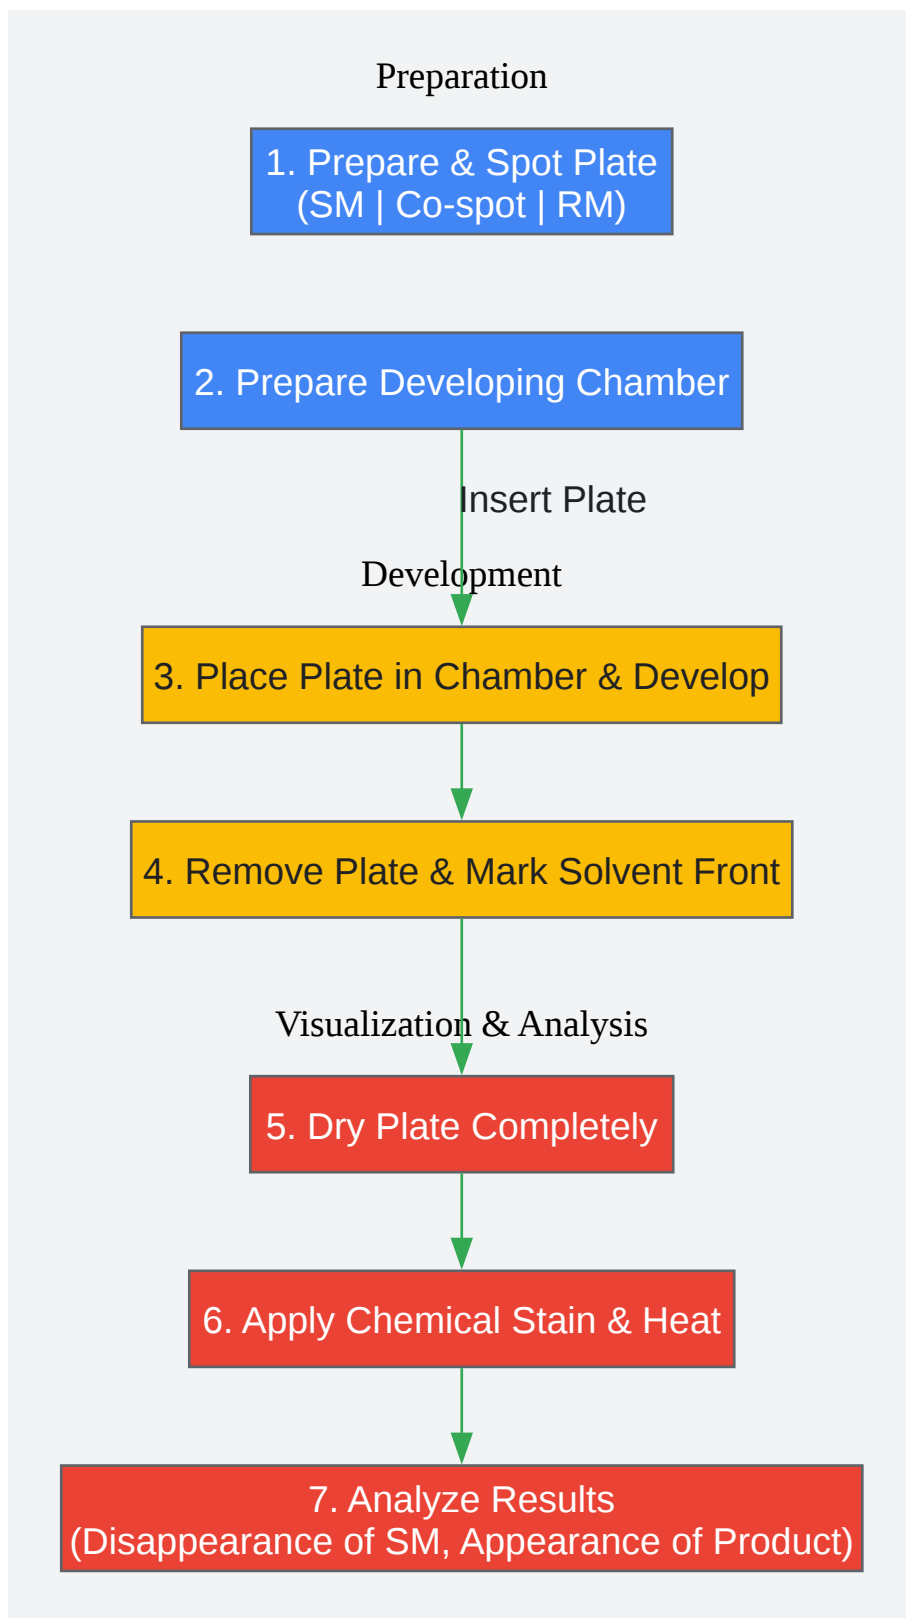 Preparation
1. Prepare & Spot Plate
(SM | Co-spot | RM)
2. Prepare Developing Chamber
Insert Plate
Development
3. Place Plate in Chamber & Develop
4. Remove Plate & Mark Solvent Front
Visualization & Analysis
5. Dry Plate Completely
6. Apply Chemical Stain & Heat
7. Analyze Results
(Disappearance of SM, Appearance of Product)